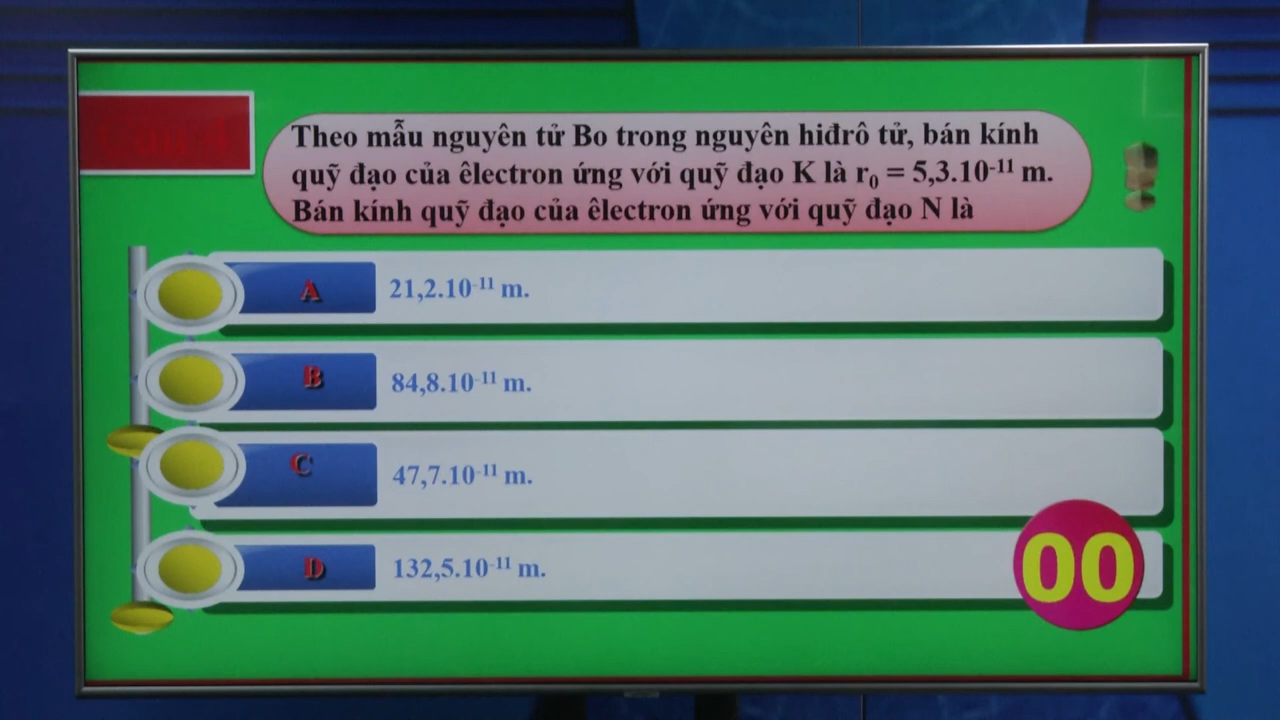 Theo mẫu nguyên tử Bo trong nguyên hiđrô tử, bán kính
quỹ đạo của êlectron ứng với quỹ đạo K là r₀ = 5,3.10⁻¹¹ m.
Bán kính quỹ đạo của êlectron ứng với quỹ đạo N là
A 21,2.10⁻¹¹ m.
B 84,8.10⁻¹¹ m.
C 47,7.10⁻¹¹ m.
D 132,5.10⁻¹¹ m.
00